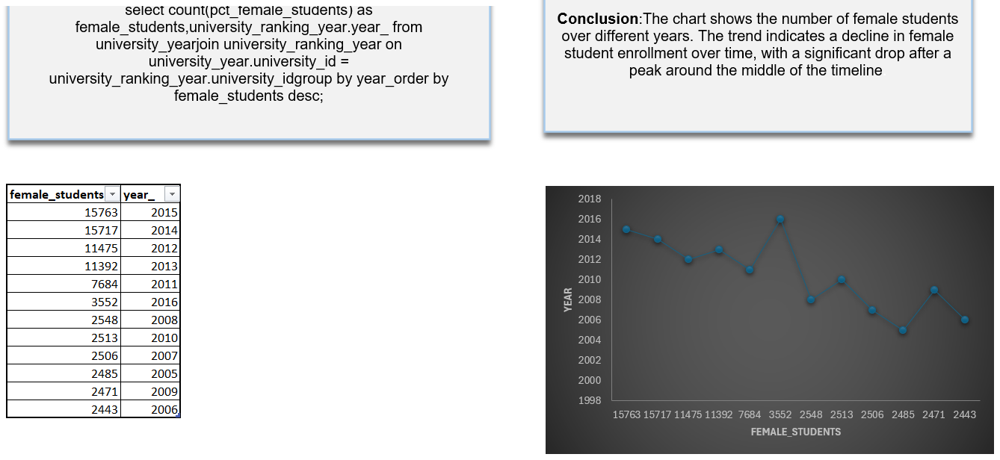 select count(pct_female_students) as
female_students,university_ranking_year.year_ from
university_yearjoin university_ranking_year on
university_year.university_id =
university_ranking_year.university_idgroup by year_order by
female_students desc;
Conclusion:The chart shows the number of female students
over different years. The trend indicates a decline in female
student enrollment over time, with a significant drop after a
peak around the middle of the timeline
female_students year_
15763 2015
15717 2014
11475 2012
11392 2013
7684 2011
3552 2016
2548 2008
2513 2010
2506 2007
2485 2005
2471 2009
2443 2006
2018
2016
2014
2012
2010
2008
2006
2004
2002
2000
1998
YEAR
15763 15717 11475 11392 7684 3552 2548 2513 2506 2485 2471 2443
FEMALE_STUDENTS